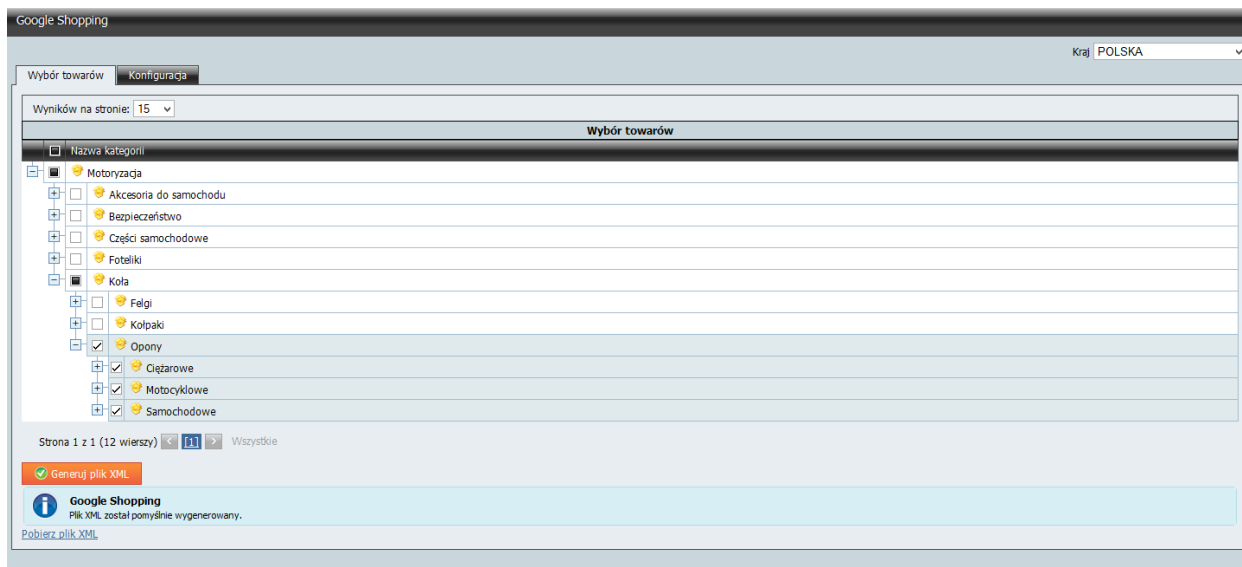 Google Shopping
Kraj POLSKA
Wybór towarów Konfiguracja
Wyników na stronie: 15
Wybór towarów
Nazwa kategorii
Motoryzacja
Akcesoria do samochodu
Bezpieczeństwo
Części samochodowe
Foteliki
Koła
Felgi
Kołpaki
Opony
Ciężarowe
Motocyklowe
Samochodowe
Strona 1 z 1 (12 wierszy) < [1] > Wszystkie
Generuj plik XML
Google Shopping
Plik XML został pomyślnie wygenerowany.
Pobierz plik XML